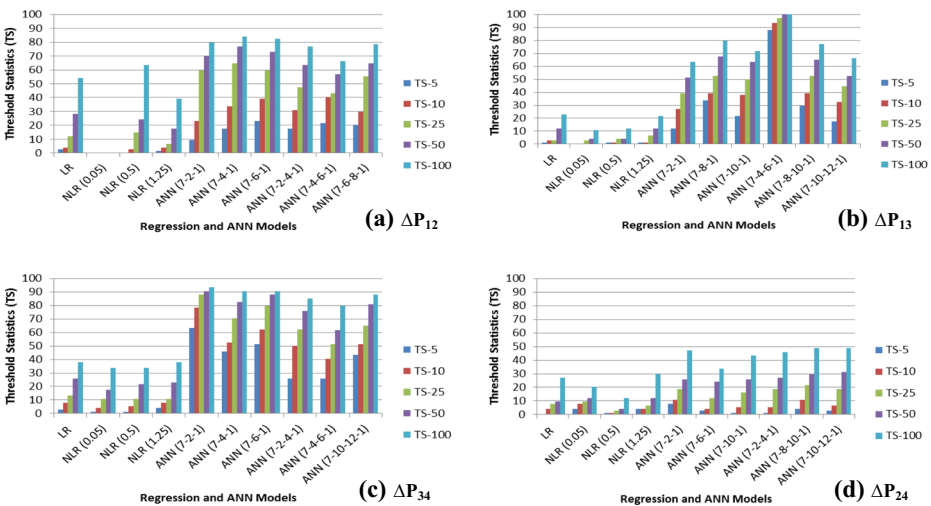 Threshold Statistics (TS)
100
90
80
70
60
50
40
30
20
10
0
LR
NLR (0.05)
NLR (0.5)
NLR (1.25)
ANN (7-2-1)
ANN (7-4-1)
ANN (7-6-1)
ANN (7-2-4-1)
ANN (7-4-6-1)
ANN (7-6-8-1)
TS-5
TS-10
TS-25
TS-50
TS-100
Regression and ANN Models
(a) ΔP12
Threshold Statistics (TS)
100
90
80
70
60
50
40
30
20
10
0
LR
NLR (0.05)
NLR (0.5)
NLR (1.25)
ANN (7-2-1)
ANN (7-8-1)
ANN (7-10-1)
ANN (7-4-6-1)
ANN (7-8-10-1)
ANN (7-10-12-1)
TS-5
TS-10
TS-25
TS-50
TS-100
Regression and ANN Models
(b) ΔP13
Threshold Statistics (TS)
100
90
80
70
60
50
40
30
20
10
0
LR
NLR (0.05)
NLR (0.5)
NLR (1.25)
ANN (7-2-1)
ANN (7-4-1)
ANN (7-6-1)
ANN (7-2-4-1)
ANN (7-4-6-1)
ANN (7-10-12-1)
TS-5
TS-10
TS-25
TS-50
TS-100
Regression and ANN Models
(c) ΔP34
Threshold Statistics (TS)
100
90
80
70
60
50
40
30
20
10
0
LR
NLR (0.05)
NLR (0.5)
NLR (1.25)
ANN (7-2-1)
ANN (7-6-1)
ANN (7-10-1)
ANN (7-2-4-1)
ANN (7-8-10-1)
ANN (7-10-12-1)
TS-5
TS-10
TS-25
TS-50
TS-100
Regression and ANN Models
(d) ΔP24